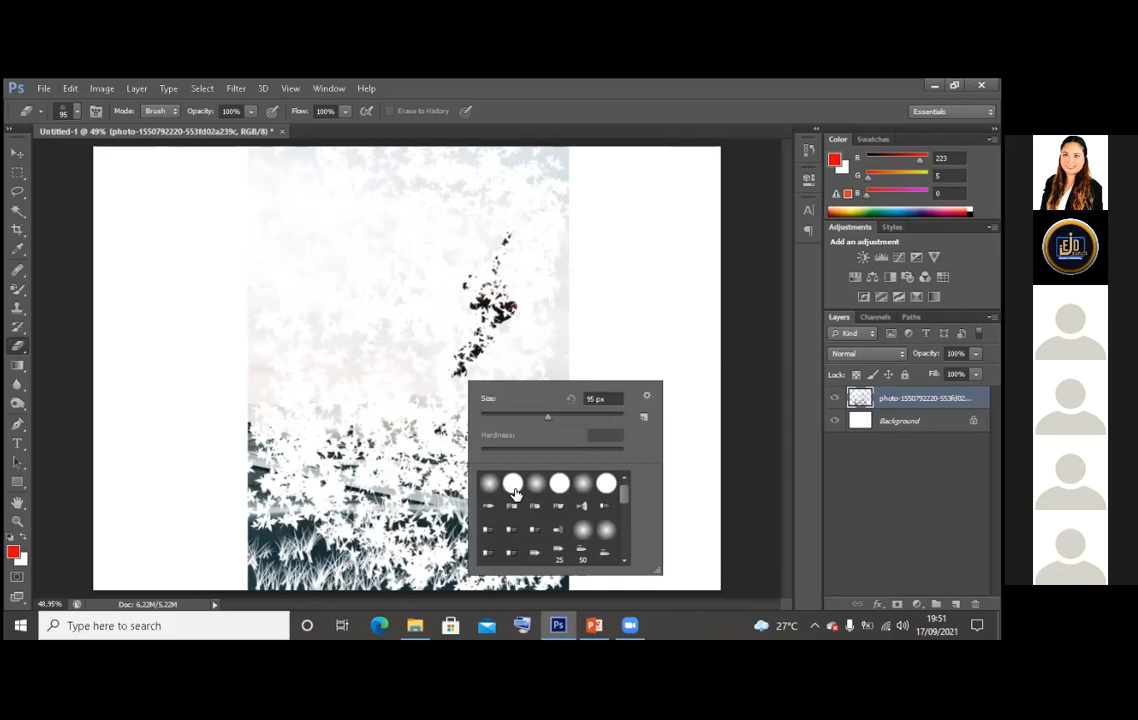 Ps File Edit Image Layer Type Select Filter 3D View Window Help
95 Mode: Brush Opacity: 100% Flow: 100% Erase to History Essentials
Untitled-1 @ 49% (photo-1550792220-553fd02a239c, RGB/8) *
Color Swatches
R 223
G 5
B 0
Adjustments Styles
Add an adjustment
Layers Channels Paths
Kind
Normal Opacity: 100%
Lock: Fill: 100%
photo-1550792220-553fd02...
Background
Size: 95 px
Hardness:
25 50
48,95% Doc: 6,22M/5,22M
Type here to search
Ps
27°C
19:51
17/09/2021